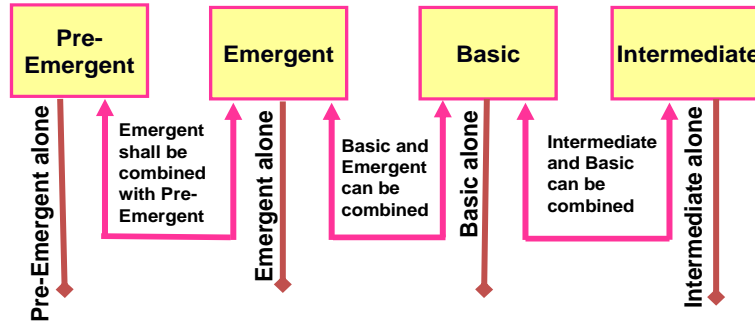 Pre-
Emergent
Emergent
Basic
Intermediate
Pre-Emergent alone
Emergent
shall be
combined
with Pre-
Emergent
Emergent alone
Basic and
Emergent
can be
combined
Basic alone
Intermediate
and Basic
can be
combined
Intermediate alone